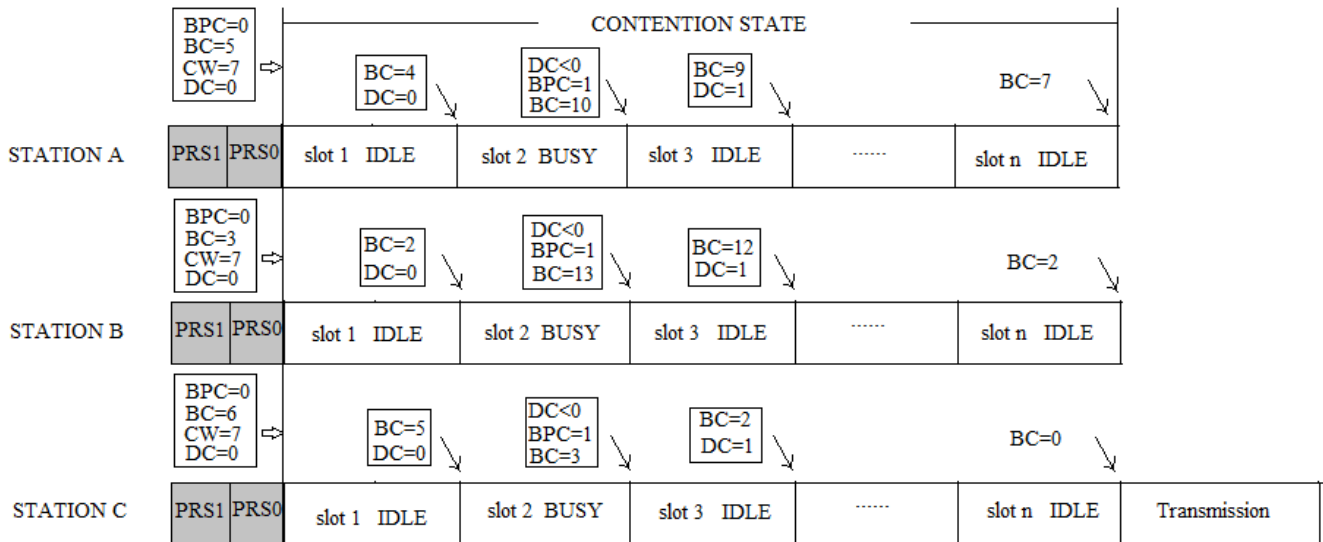 CONTENTION STATE
BPC=0
BC=5
CW=7
DC=0
BC=4
DC=0
DC<0
BPC=1
BC=10
BC=9
DC=1
BC=7
STATION A
PRS1
PRS0
slot 1 IDLE
slot 2 BUSY
slot 3 IDLE
......
slot n IDLE
BPC=0
BC=3
CW=7
DC=0
BC=2
DC=0
DC<0
BPC=1
BC=13
BC=12
DC=1
BC=2
STATION B
PRS1
PRS0
slot 1 IDLE
slot 2 BUSY
slot 3 IDLE
......
slot n IDLE
BPC=0
BC=6
CW=7
DC=0
BC=5
DC=0
DC<0
BPC=1
BC=3
BC=2
DC=1
BC=0
STATION C
PRS1
PRS0
slot 1 IDLE
slot 2 BUSY
slot 3 IDLE
......
slot n IDLE
Transmission